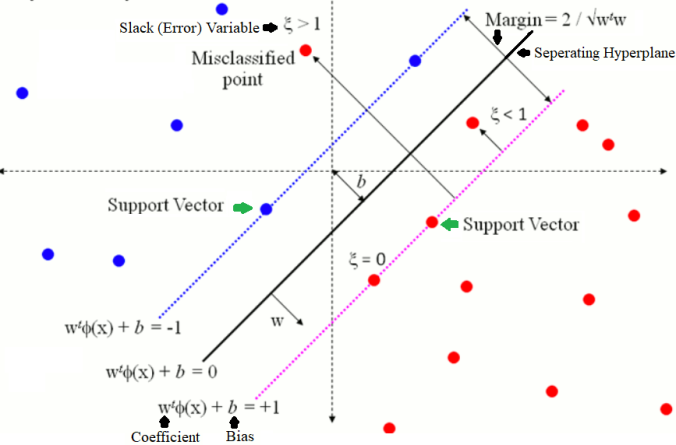 Slack (Error) Variable ξ > 1
Margin = 2 / √wᵗw
Seperating Hyperplane
Misclassified
point
ξ < 1
b
Support Vector
Support Vector
ξ = 0
w
wᵗϕ(x) + b = -1
wᵗϕ(x) + b = 0
wᵗϕ(x) + b = +1
Coefficient Bias